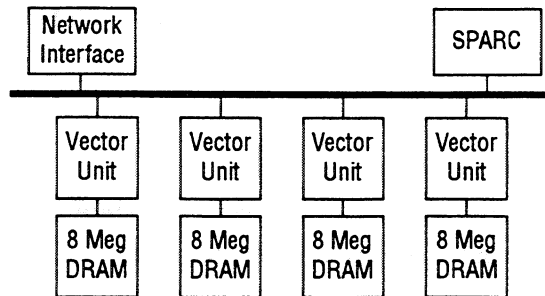 Network
Interface
SPARC
Vector
Unit
Vector
Unit
Vector
Unit
Vector
Unit
8 Meg
DRAM
8 Meg
DRAM
8 Meg
DRAM
8 Meg
DRAM